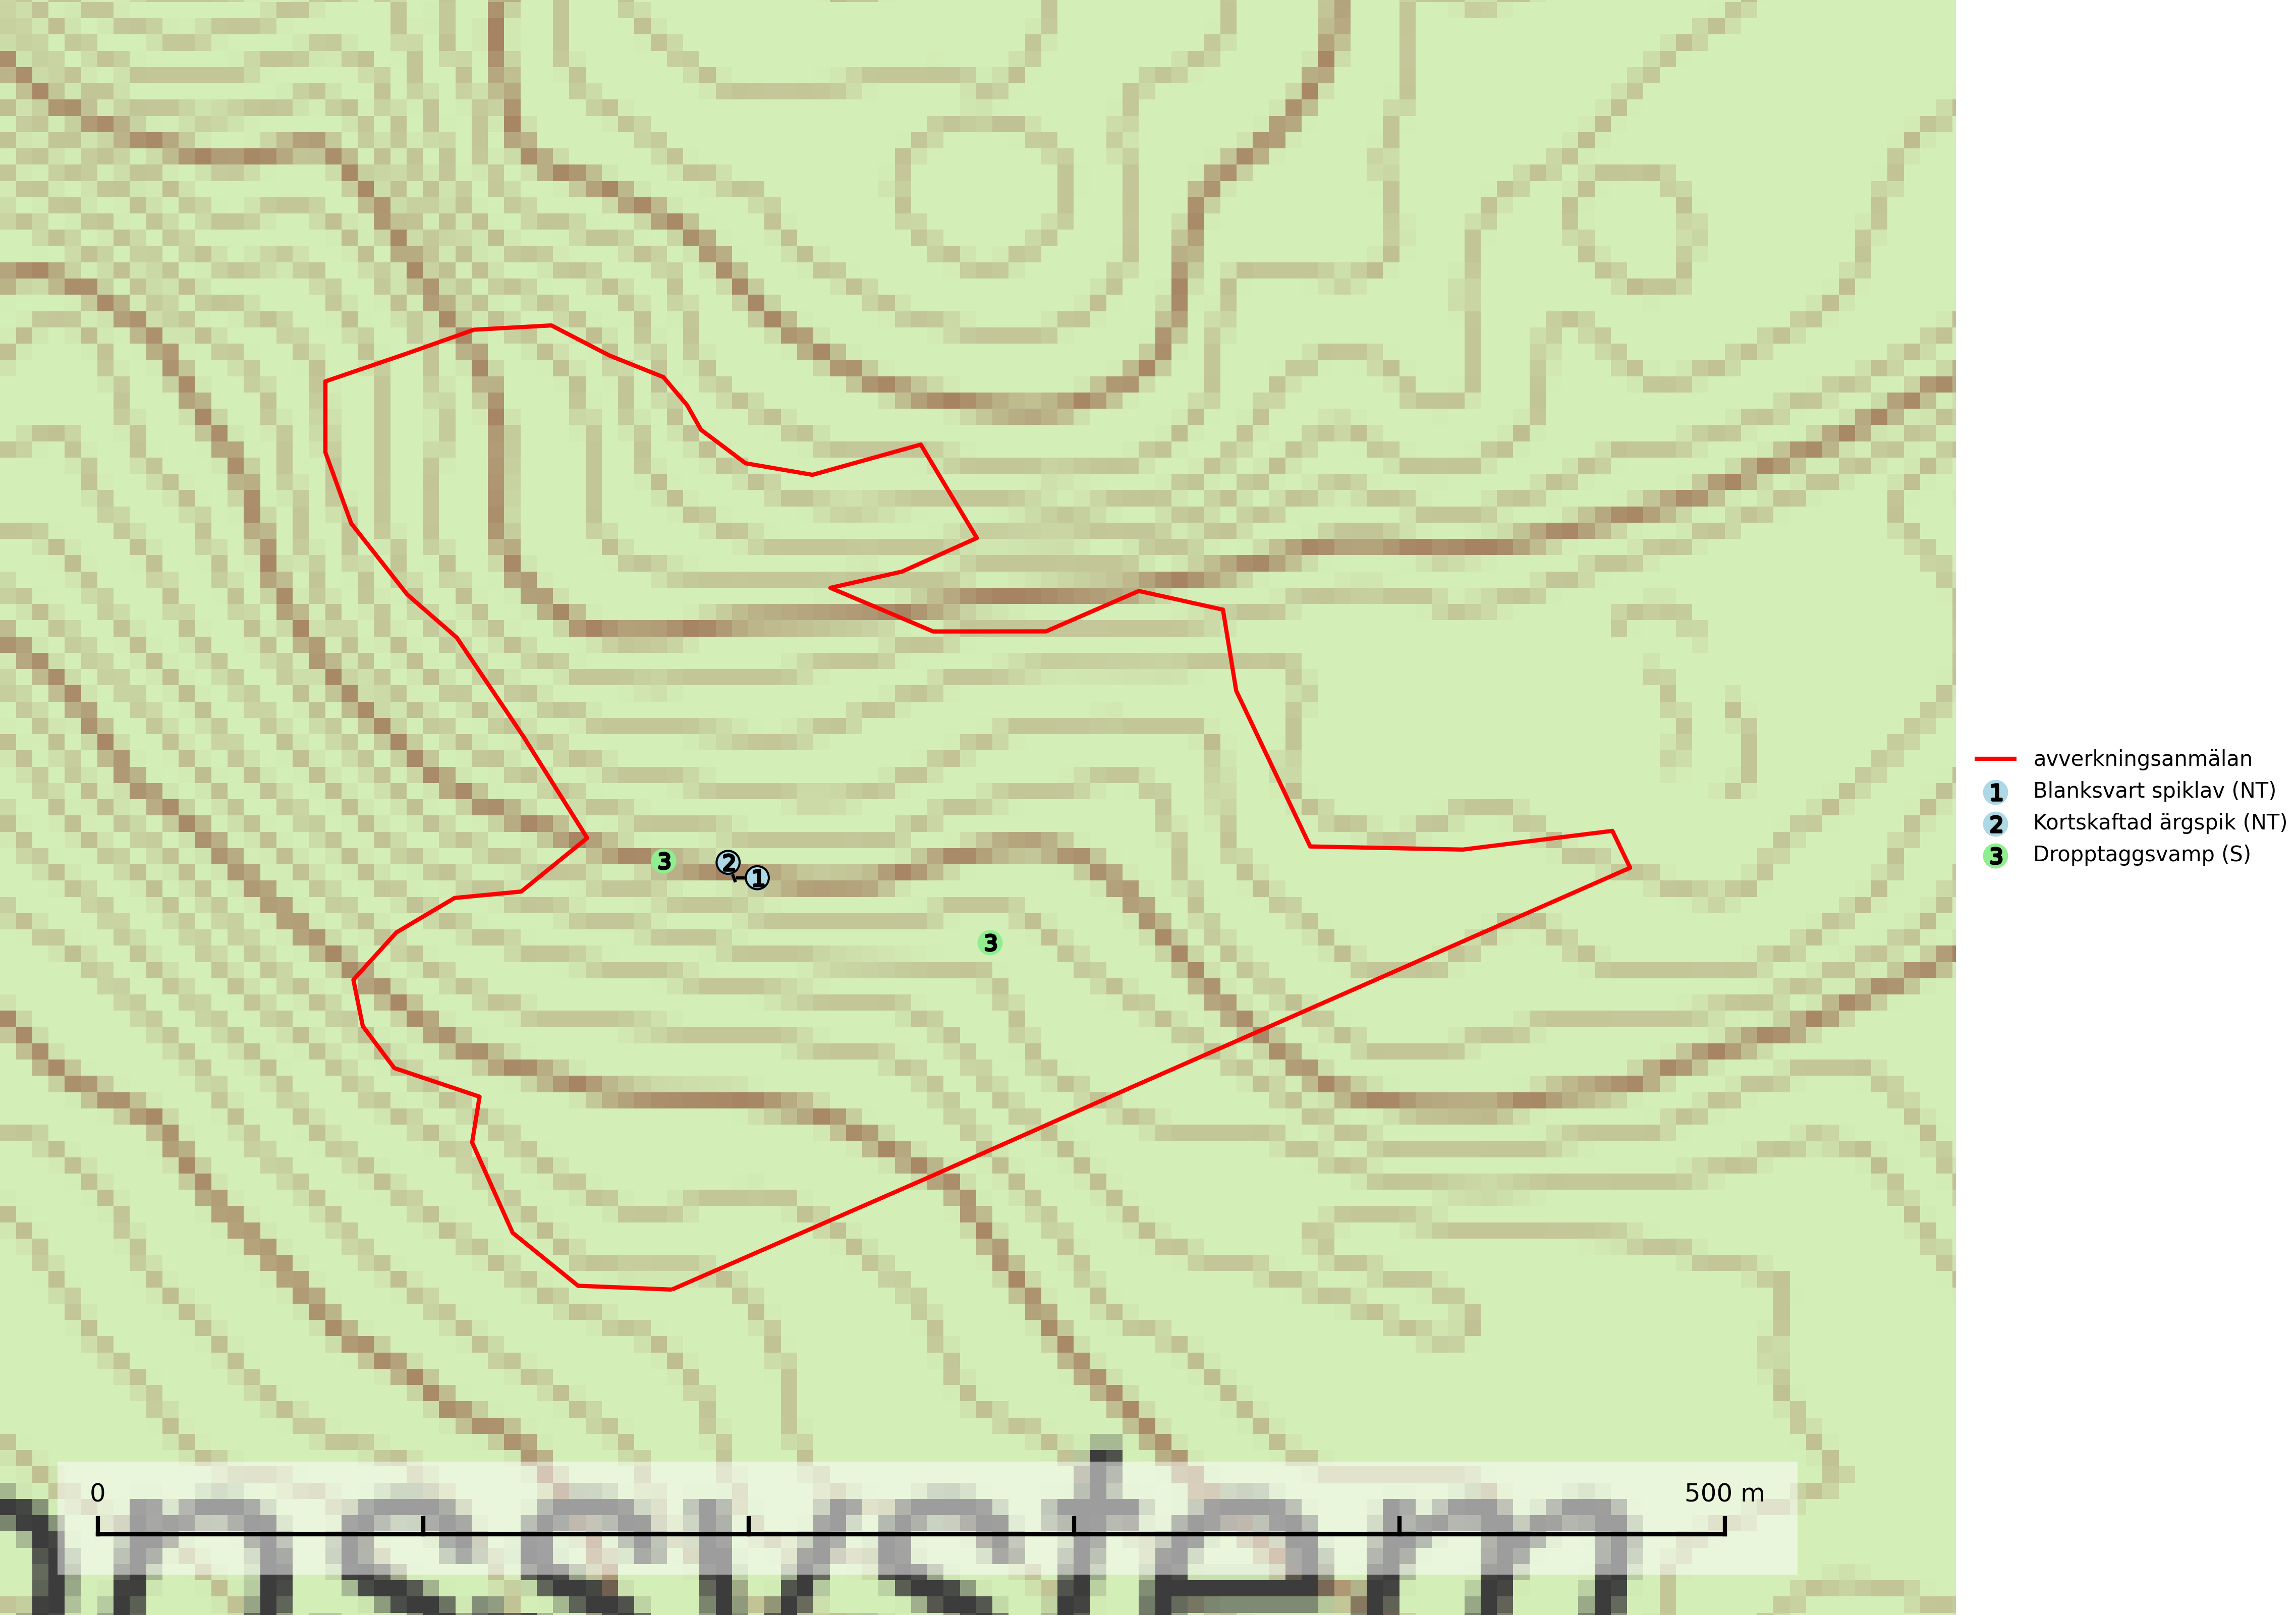 avverkningsanmälan
1 Blanksvart spiklav (NT)
2 Kortskaftad ärgspik (NT)
3 Dropptaggsvamp (S)
3
2
1
3
0
500 m